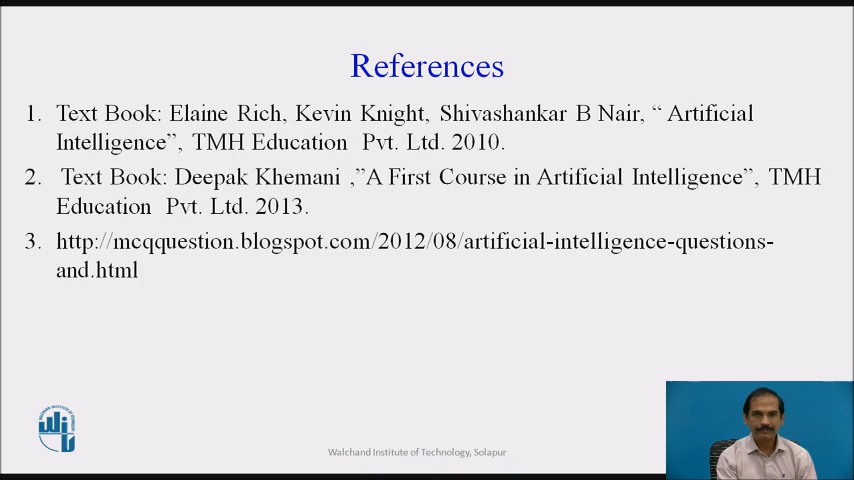 References
1. Text Book: Elaine Rich, Kevin Knight, Shivashankar B Nair, “ Artificial
Intelligence”, TMH Education Pvt. Ltd. 2010.
2. Text Book: Deepak Khemani ,”A First Course in Artificial Intelligence”, TMH
Education Pvt. Ltd. 2013.
3. http://mcqquestion.blogspot.com/2012/08/artificial-intelligence-questions-
and.html
Walchand Institute of Technology, Solapur